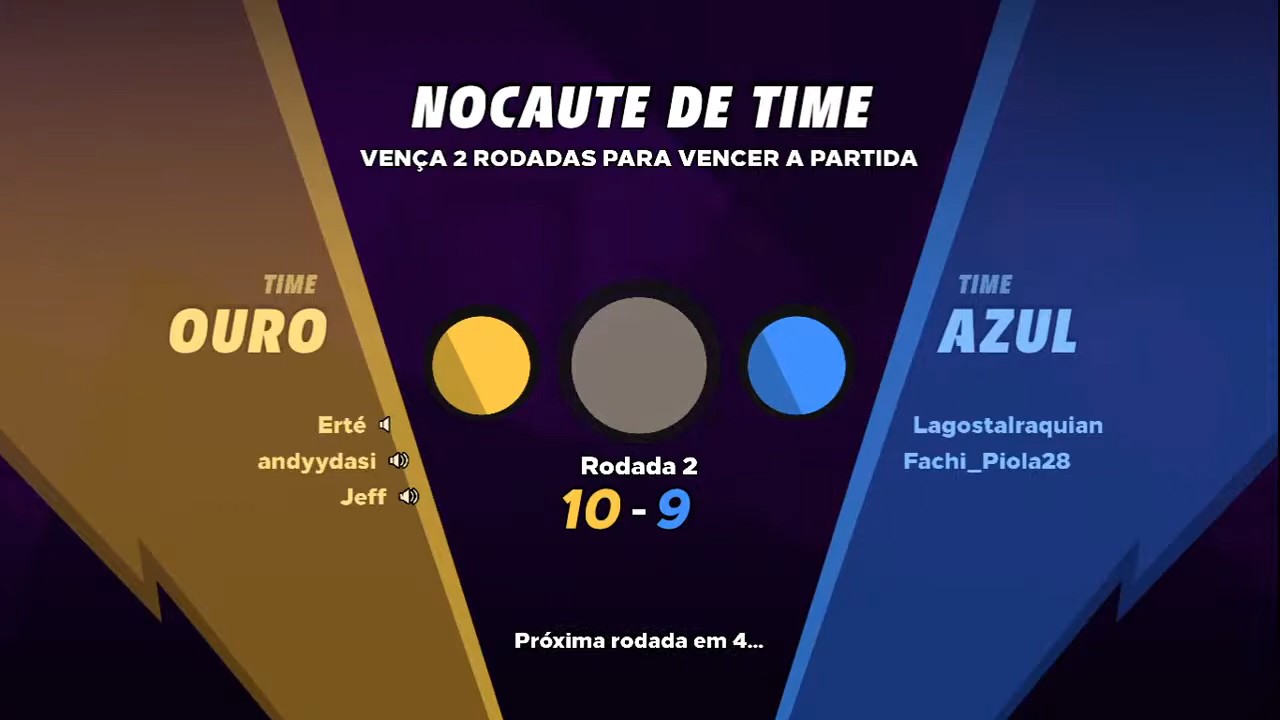 NOCAUTE DE TIME
VENÇA 2 RODADAS PARA VENCER A PARTIDA
TIME
OURO
Erté
andyydasi
Jeff
Rodada 2
10 - 9
Próxima rodada em 4...
TIME
AZUL
LagostaIraquian
Fachi_Piola28